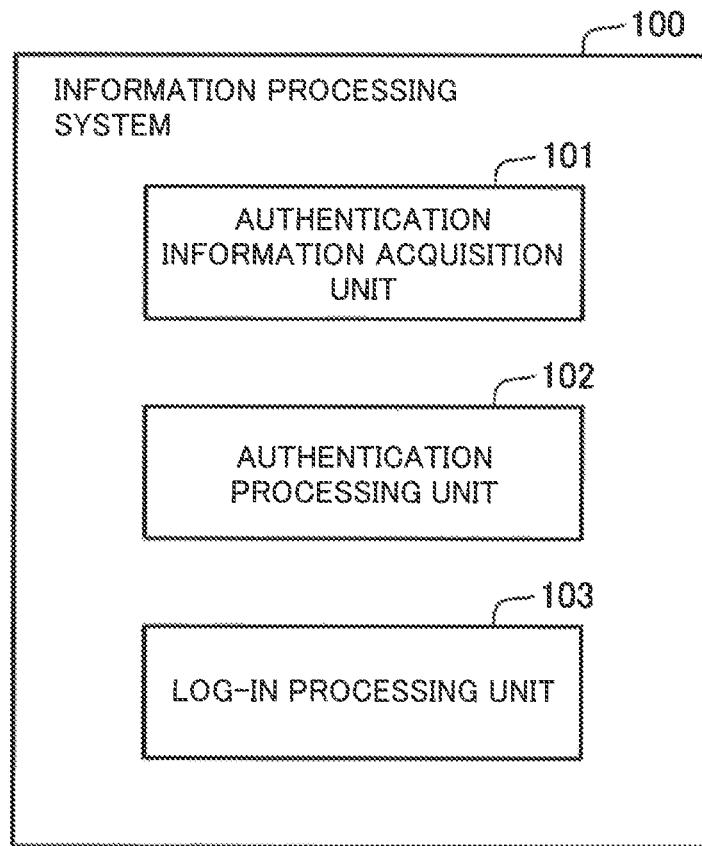 100
INFORMATION PROCESSING
SYSTEM
101
AUTHENTICATION
INFORMATION ACQUISITION
UNIT
102
AUTHENTICATION
PROCESSING UNIT
103
LOG-IN PROCESSING UNIT